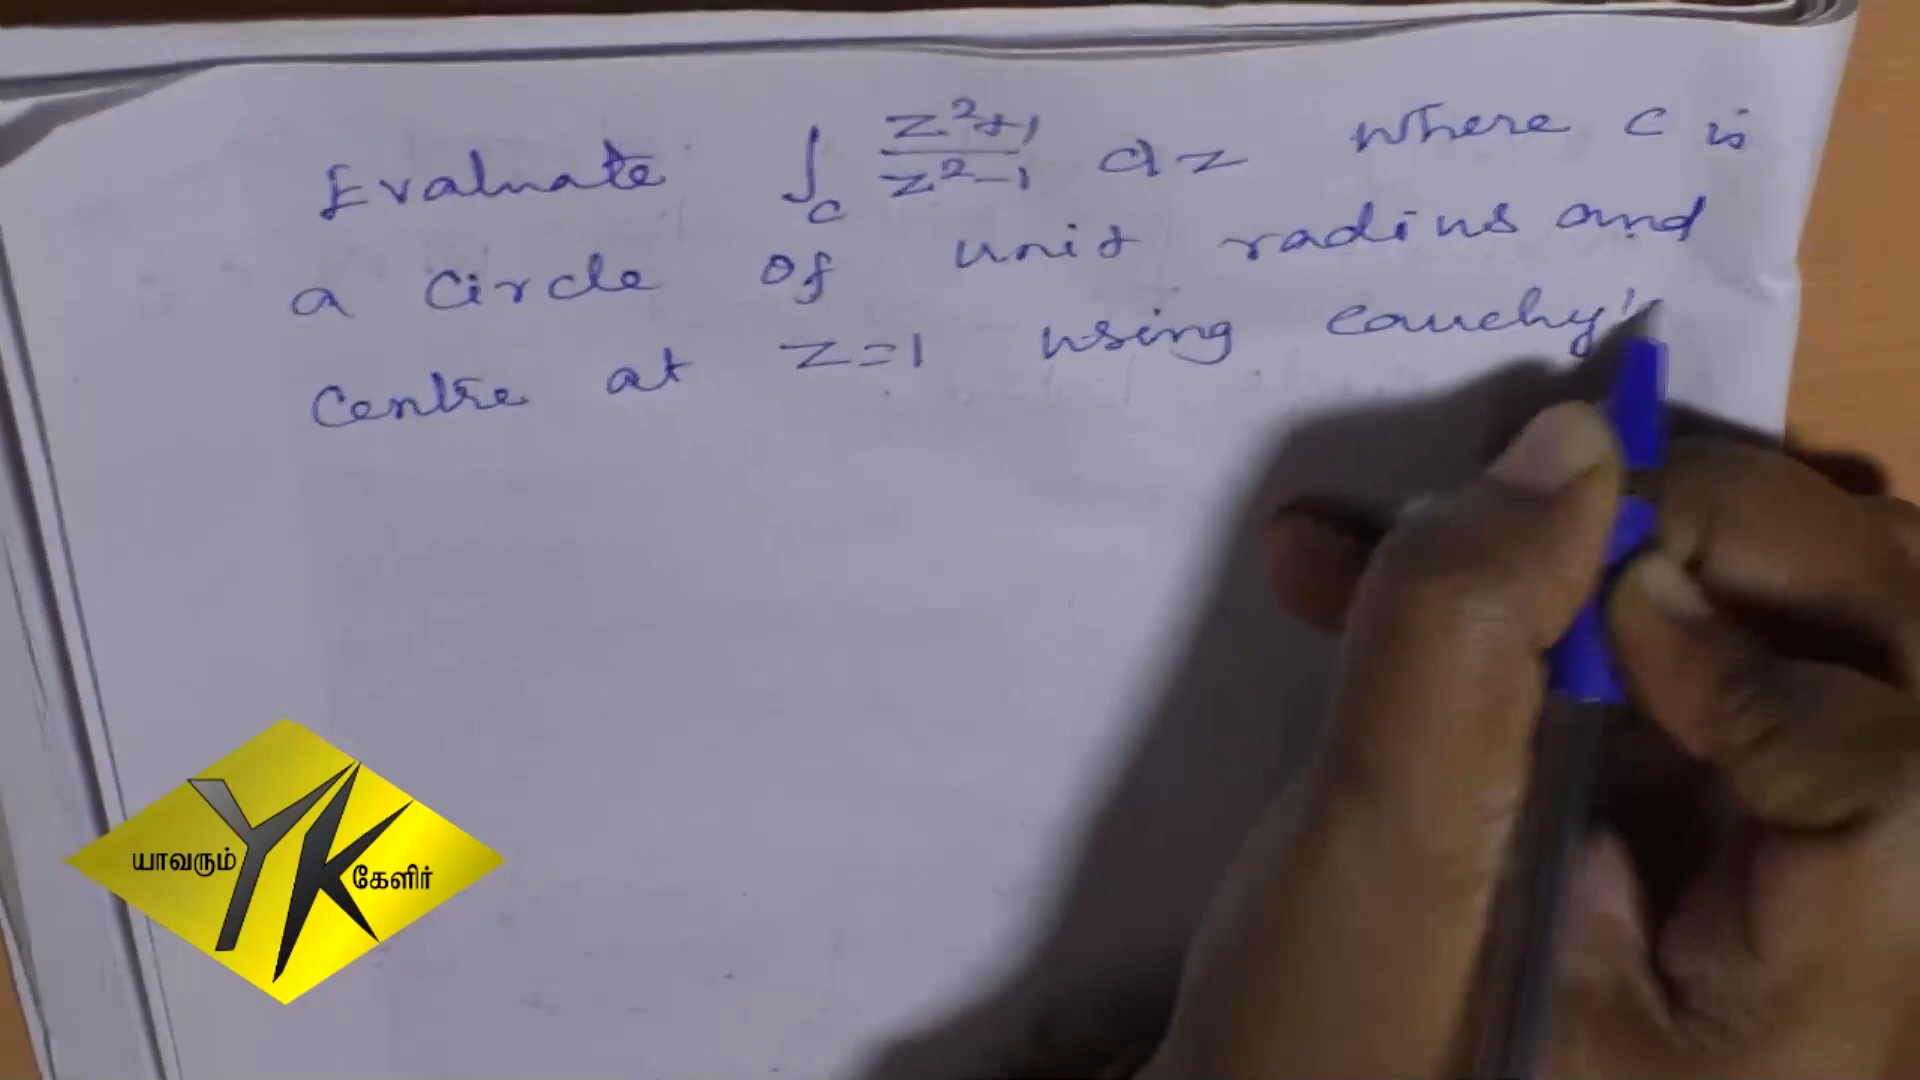 Evaluate ∫_C (z²+1)/(z²-1) dz where C is
a circle of unit radius and
centre at z=1 using Cauchy's
யாவரும் YK கேளிர்